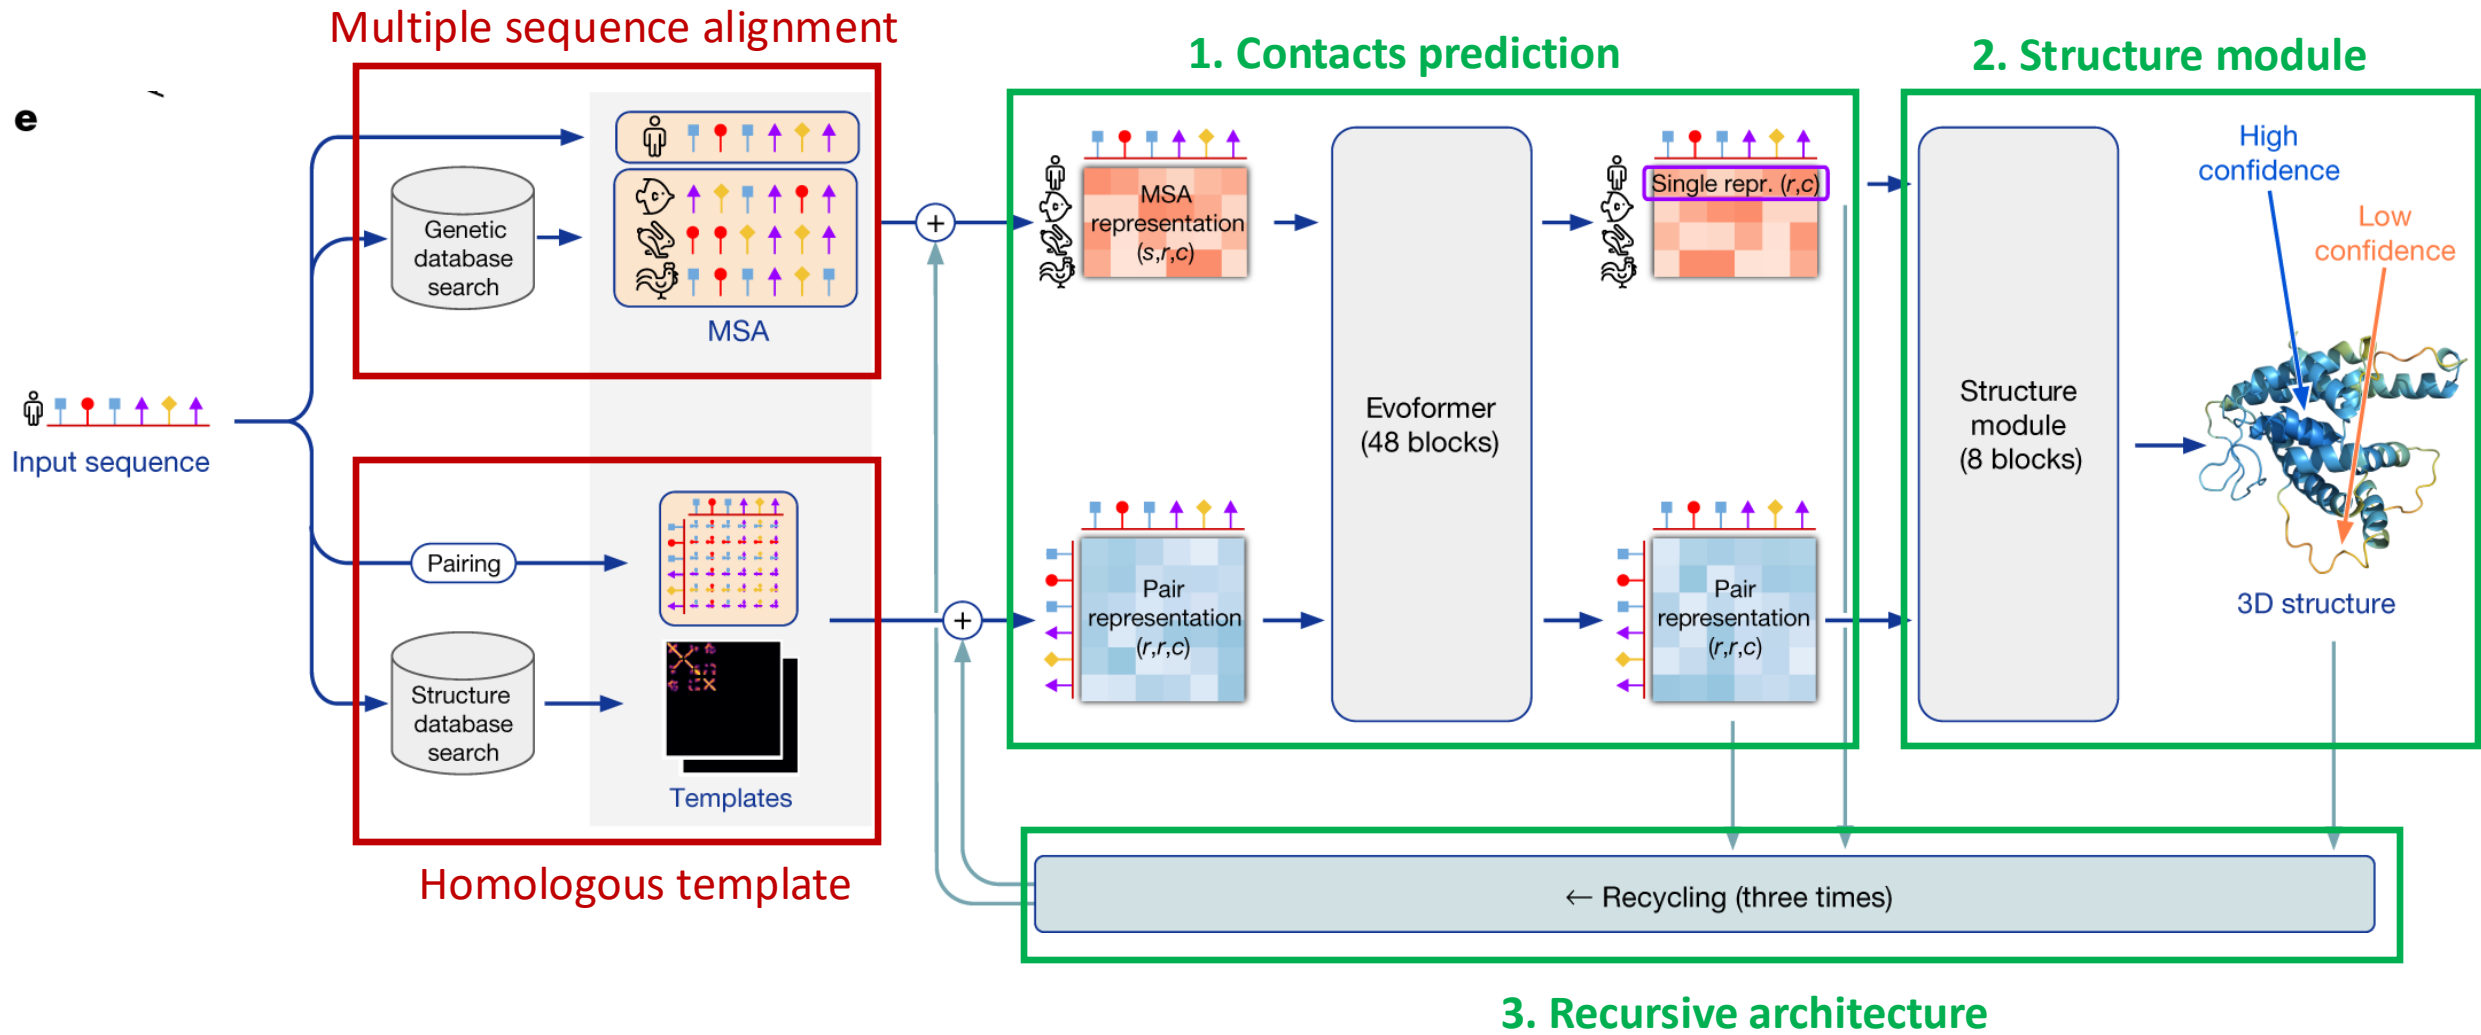 Multiple sequence alignment
1. Contacts prediction
2. Structure module
e
Genetic
database
search
MSA
Input sequence
Pairing
Structure
database
search
Templates
Homologous template
+
+
MSA
representation
(s,r,c)
Single repr. (r,c)
Evoformer
(48 blocks)
Pair
representation
(r,r,c)
Pair
representation
(r,r,c)
Structure
module
(8 blocks)
High
confidence
Low
confidence
3D structure
← Recycling (three times)
3. Recursive architecture